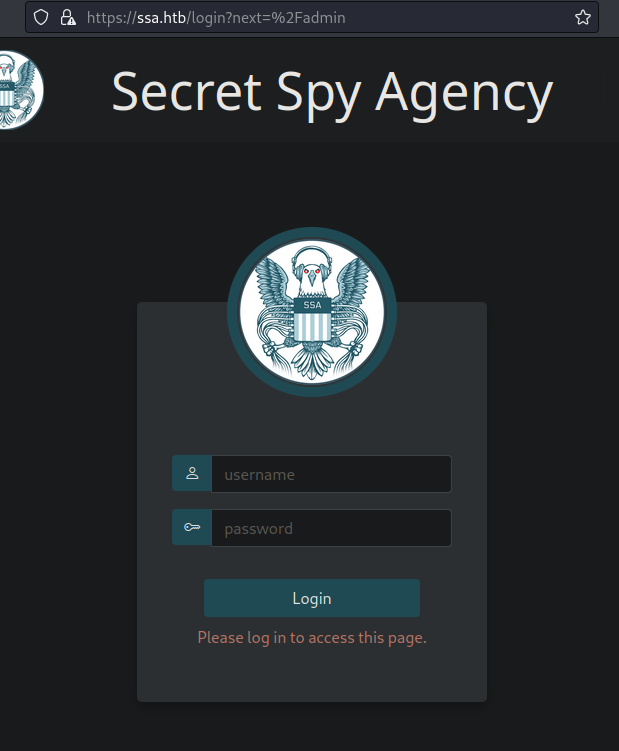 https://ssa.htb/login?next=%2Fadmin
SSA
Secret Spy Agency
SSA
username
password
Login
Please log in to access this page.